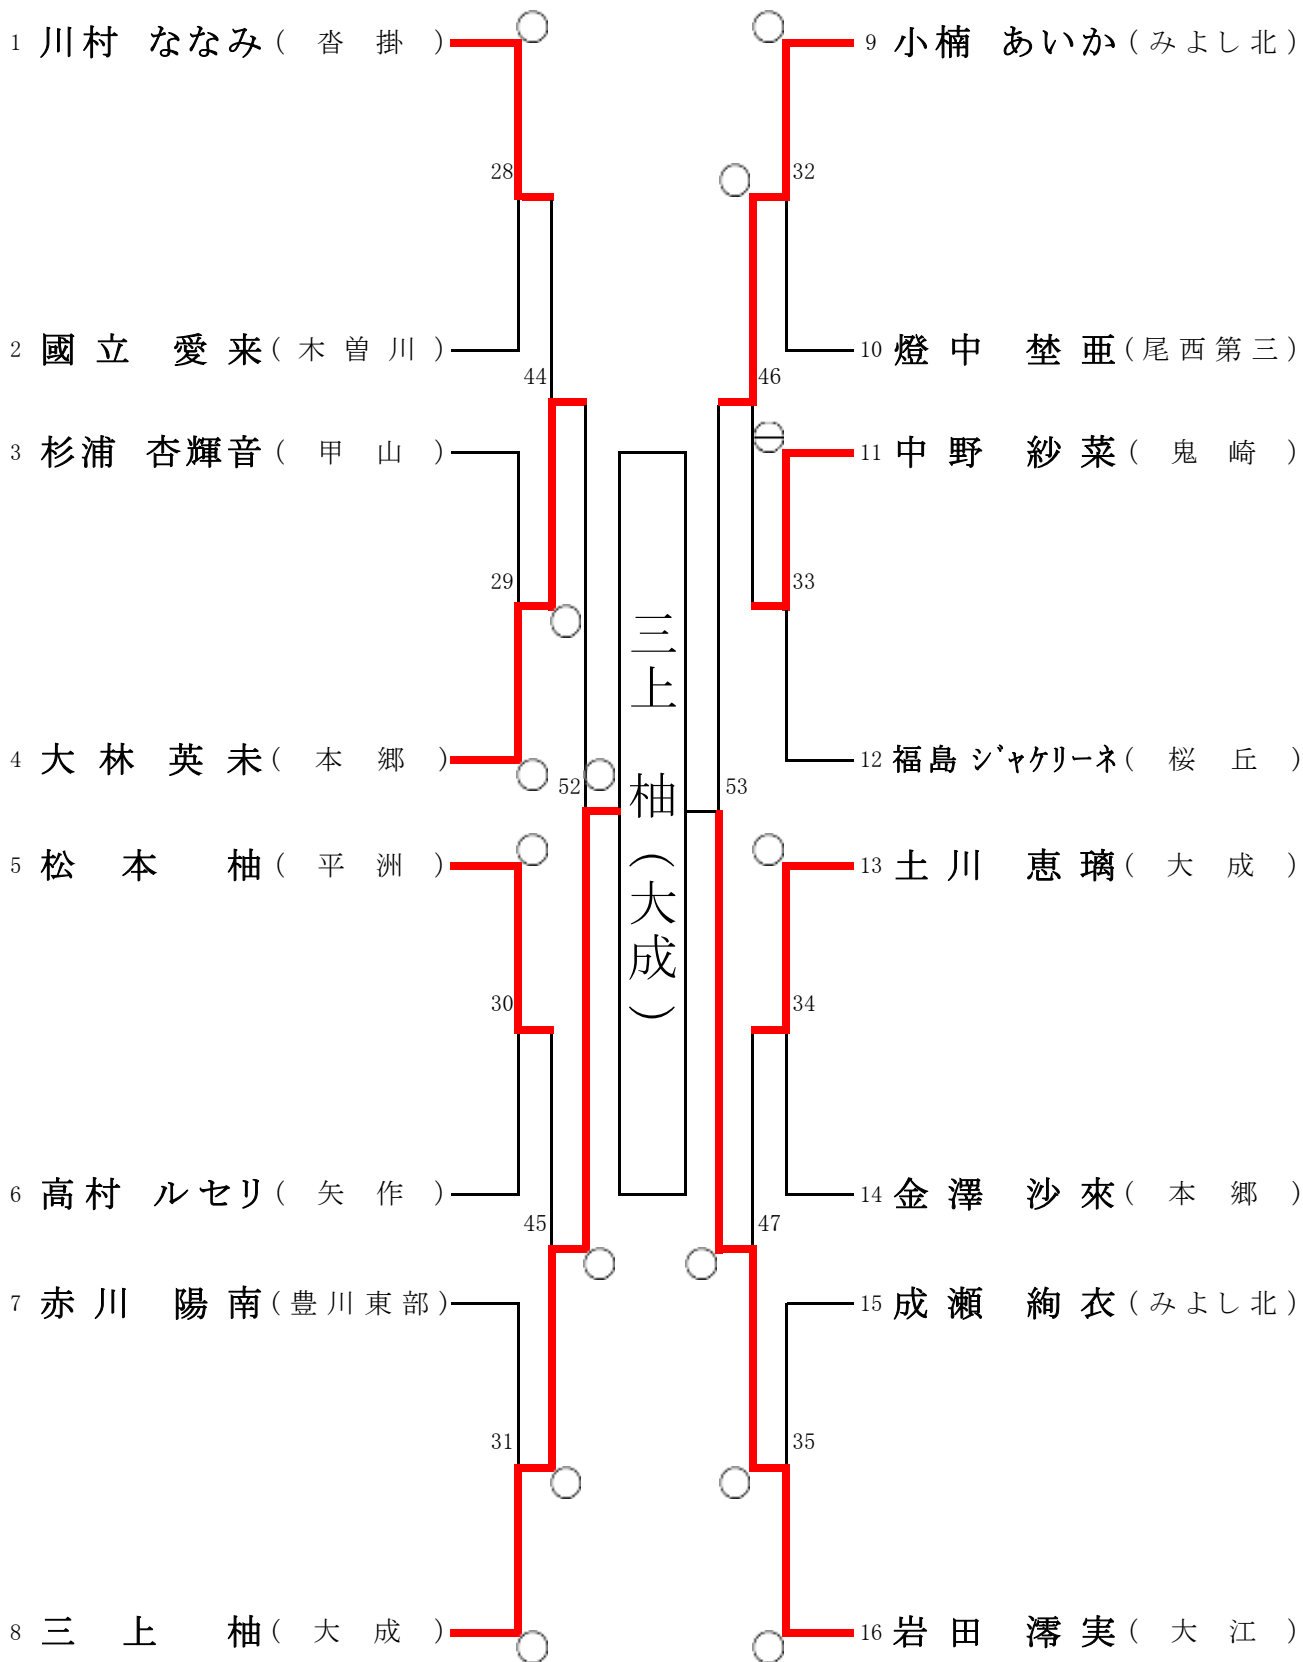 1 川村 ななみ ( 沓 掛 )
28
2 國立 愛来 ( 木曽川 )
44
3 杉浦 杏輝音 ( 甲 山 )
29
4 大林 英未 ( 本 郷 )
52
5 松本 柚 ( 平 洲 )
30
6 高村 ルセリ ( 矢 作 )
45
7 赤川 陽南 ( 豊川東部 )
31
8 三上 柚 ( 大 成 )
三上 柚 (大成)
9 小楠 あいか ( みよし北 )
32
10 燈中 埜亜 ( 尾西第三 )
46
11 中野 紗菜 ( 鬼 崎 )
33
12 福島 ジャケリーネ ( 桜 丘 )
53
13 土川 恵璃 ( 大 成 )
34
14 金澤 沙來 ( 本 郷 )
47
15 成瀬 絢衣 ( みよし北 )
35
16 岩田 澪実 ( 大 江 )